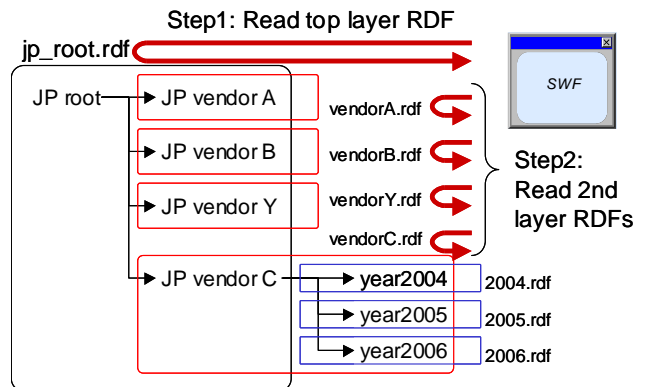 Step1: Read top layer RDF
jp_root.rdf
SWF
JP root
JP vendor A
vendorA.rdf
JP vendor B
vendorB.rdf
Step2:
Read 2nd
layer RDFs
JP vendor Y
vendorY.rdf
vendorC.rdf
JP vendor C
year2004
2004.rdf
year2005
2005.rdf
year2006
2006.rdf